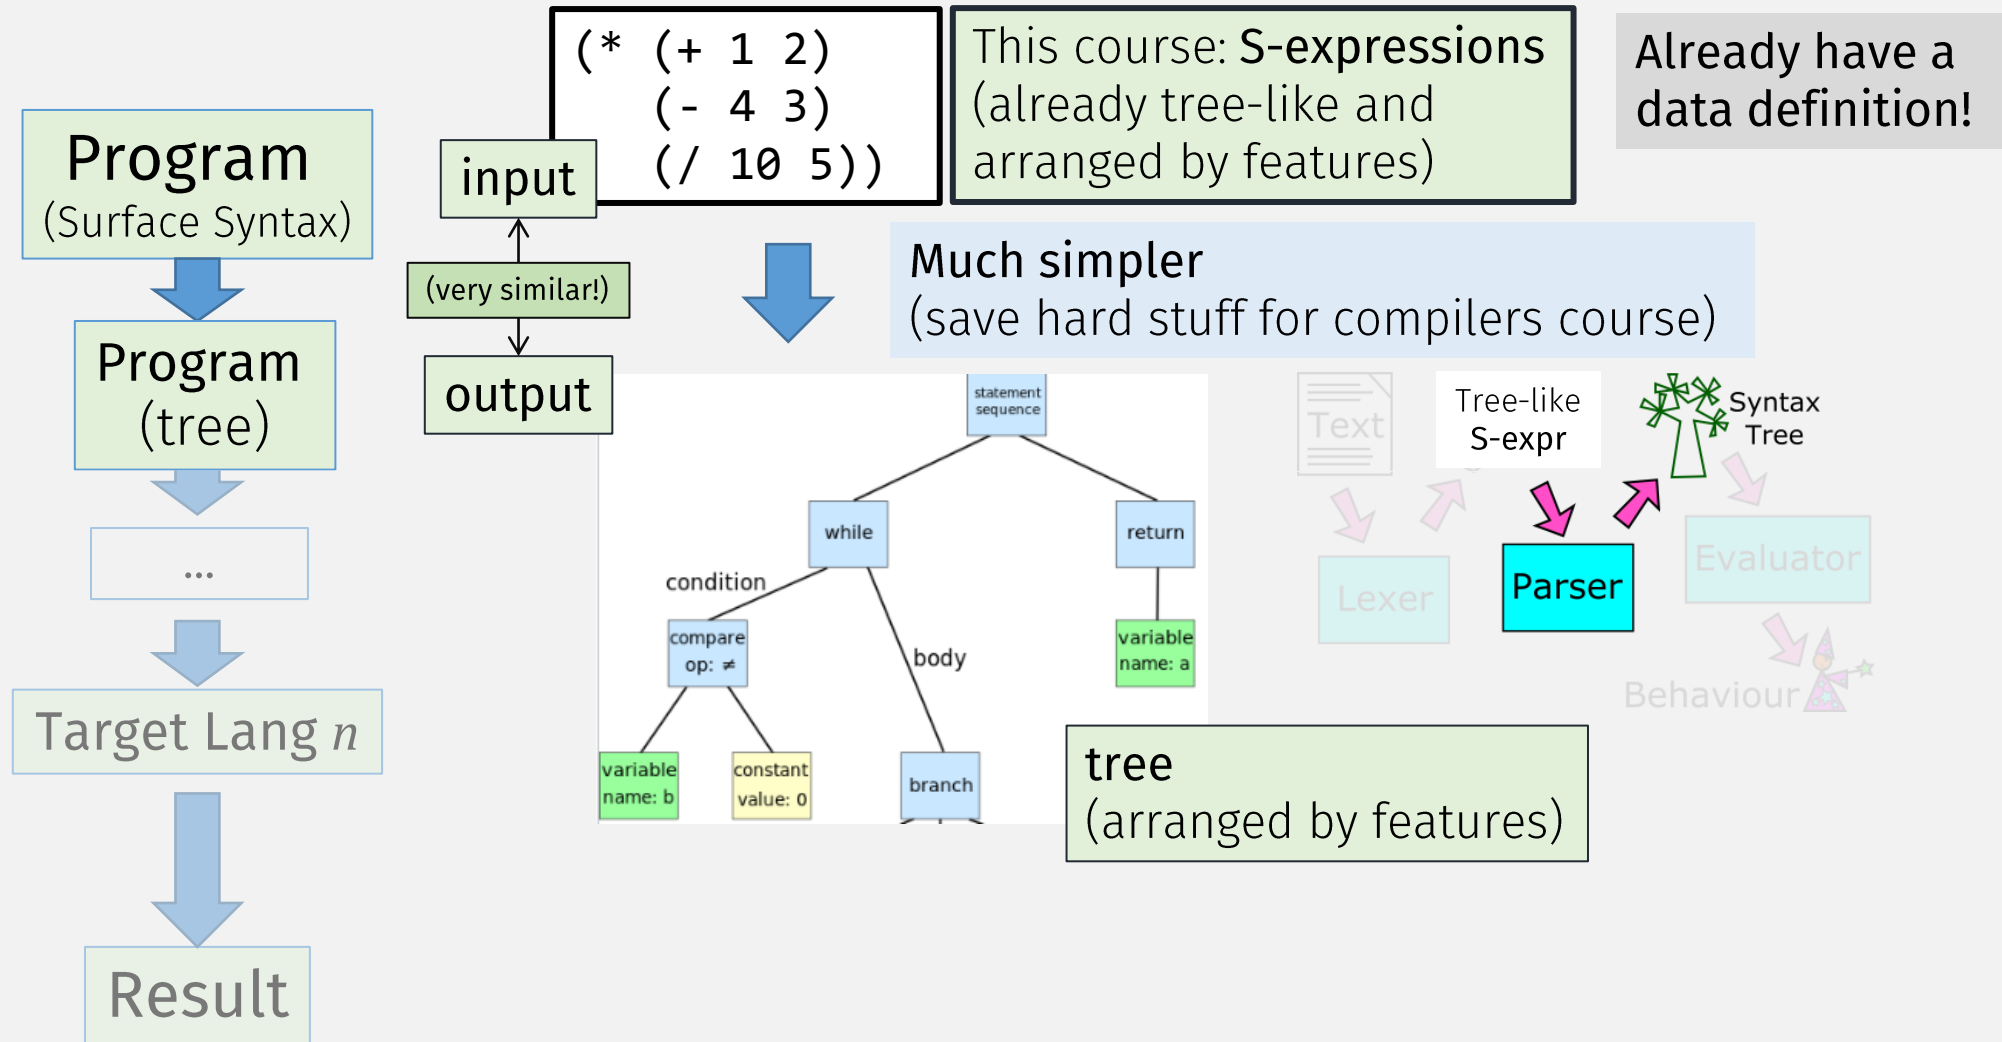 Program
(Surface Syntax)
Program
(tree)
...
Target Lang n
Result
(* (+ 1 2)
(- 4 3)
(/ 10 5))
input
(very similar!)
output
This course: S-expressions
(already tree-like and
arranged by features)
Already have a
data definition!
Much simpler
(save hard stuff for compilers course)
statement
sequence
while
return
condition
compare
op: ≠
body
variable
name: a
variable
name: b
constant
value: 0
branch
tree
(arranged by features)
Text
Tree-like
S-expr
Syntax
Tree
Lexer
Parser
Evaluator
Behaviour